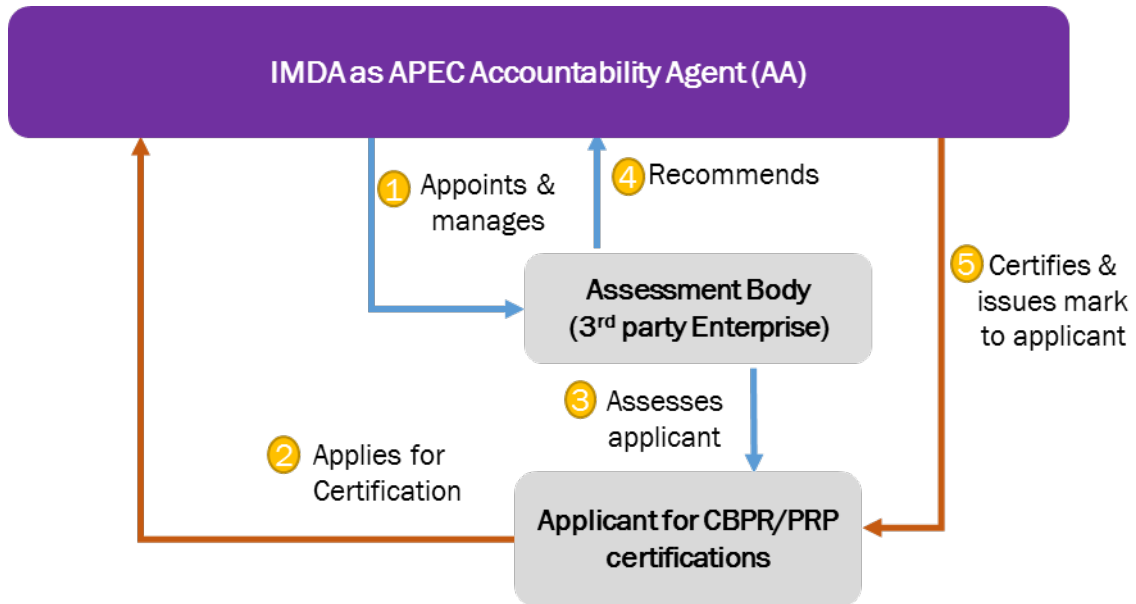 IMDA as APEC Accountability Agent (AA)
1 Appoints &
manages
4 Recommends
Assessment Body
(3rd party Enterprise)
5 Certifies &
issues mark
to applicant
3 Assesses
applicant
2 Applies for
Certification
Applicant for CBPR/PRP
certifications